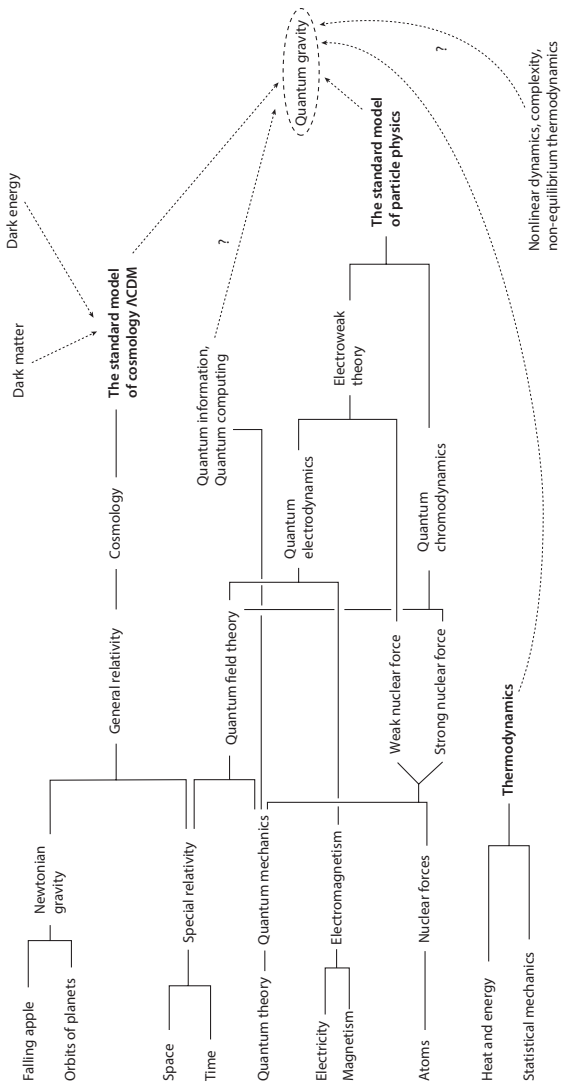 Falling apple
Orbits of planets
Newtonian
gravity
Space
Time
Special relativity
General relativity
Cosmology
The standard model
of cosmology ΛCDM
Dark matter
Dark energy
Quantum theory
Quantum mechanics
Quantum field theory
Quantum information,
Quantum computing
?
Quantum gravity
Electricity
Magnetism
Electromagnetism
Quantum
electrodynamics
Electroweak
theory
The standard model
of particle physics
Atoms
Nuclear forces
Weak nuclear force
Strong nuclear force
Quantum
chromodynamics
Heat and energy
Statistical mechanics
Thermodynamics
?
Nonlinear dynamics, complexity,
non-equilibrium thermodynamics